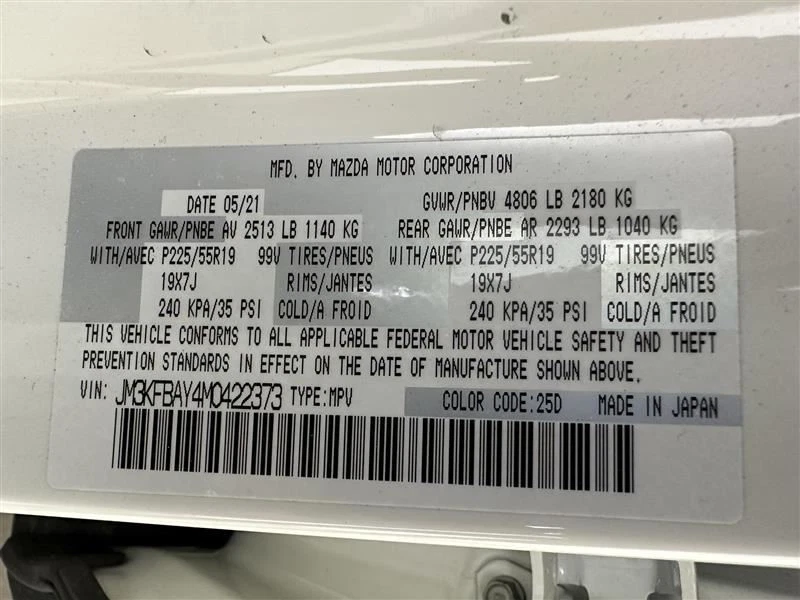 MFD. BY MAZDA MOTOR CORPORATION
DATE 05/21 GVWR/PNBV 4806 LB 2180 KG
FRONT GAWR/PNBE AV 2513 LB 1140 KG REAR GAWR/PNBE AR 2293 LB 1040 KG
WITH/AVEC P225/55R19 99V TIRES/PNEUS WITH/AVEC P225/55R19 99V TIRES/PNEUS
19X7J RIMS/JANTES 19X7J RIMS/JANTES
240 KPA/35 PSI COLD/A FROID 240 KPA/35 PSI COLD/A FROID
THIS VEHICLE CONFORMS TO ALL APPLICABLE FEDERAL MOTOR VEHICLE SAFETY AND THEFT
PREVENTION STANDARDS IN EFFECT ON THE DATE OF MANUFACTURE SHOWN ABOVE.
VIN: JM3KFBAY4M0422373 TYPE:MPV COLOR CODE:25D MADE IN JAPAN